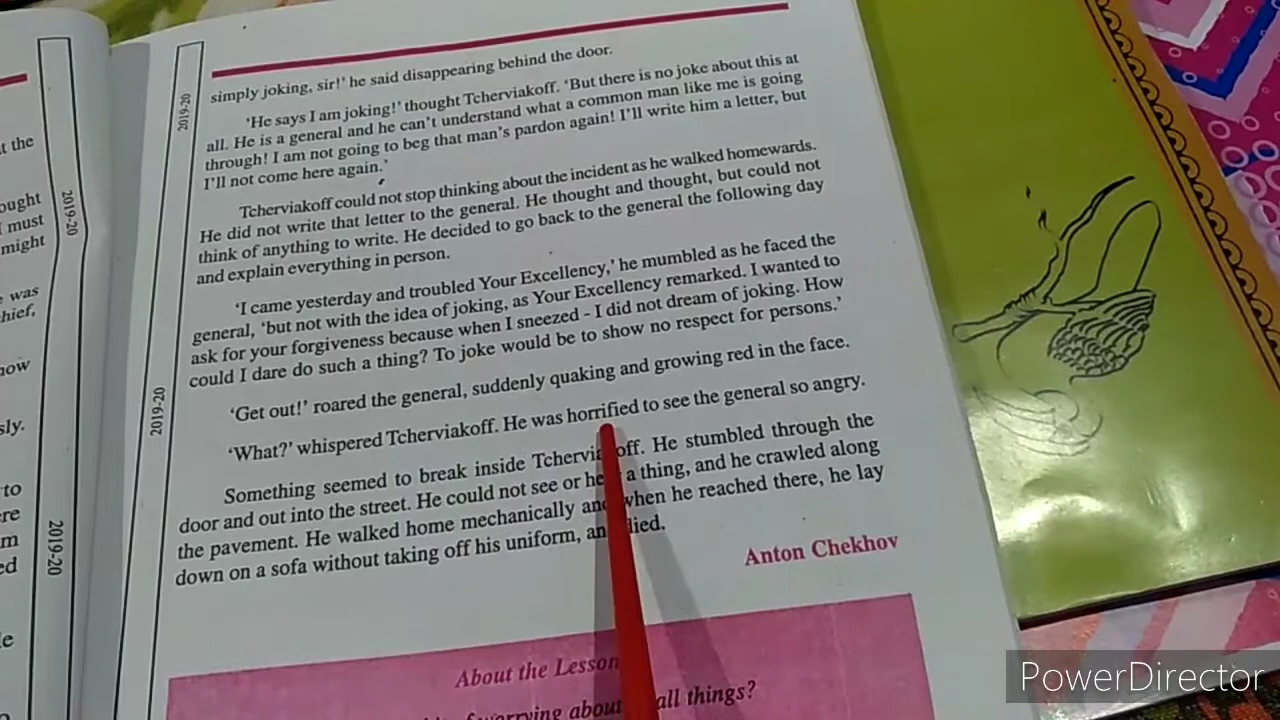 simply joking, sir!' he said disappearing behind the door.
'He says I am joking!' thought Tcherviakoff. 'But there is no joke about this at
all. He is a general and he can't understand what a common man like me is going
through! I am not going to beg that man's pardon again! I'll write him a letter, but
I'll not come here again.'
Tcherviakoff could not stop thinking about the incident as he walked homewards.
He did not write that letter to the general. He thought and thought, but could not
think of anything to write. He decided to go back to the general the following day
and explain everything in person.
'I came yesterday and troubled Your Excellency,' he mumbled as he faced the
general, 'but not with the idea of joking, as Your Excellency remarked. I wanted to
ask for your forgiveness because when I sneezed - I did not dream of joking. How
could I dare do such a thing? To joke would be to show no respect for persons.'
'Get out!' roared the general, suddenly quaking and growing red in the face.
'What?' whispered Tcherviakoff. He was horrified to see the general so angry.
Something seemed to break inside Tcherviakoff. He stumbled through the
door and out into the street. He could not see or hear a thing, and he crawled along
the pavement. He walked home mechanically and when he reached there, he lay
down on a sofa without taking off his uniform, and died.
Anton Chekhov
About the Lesson
worrying about all things?
2019-20
2019-20
2019-20
2019-20
t the
ought
I must
might
was
hief,
now
sly.
to
ere
m
ed
PowerDirector